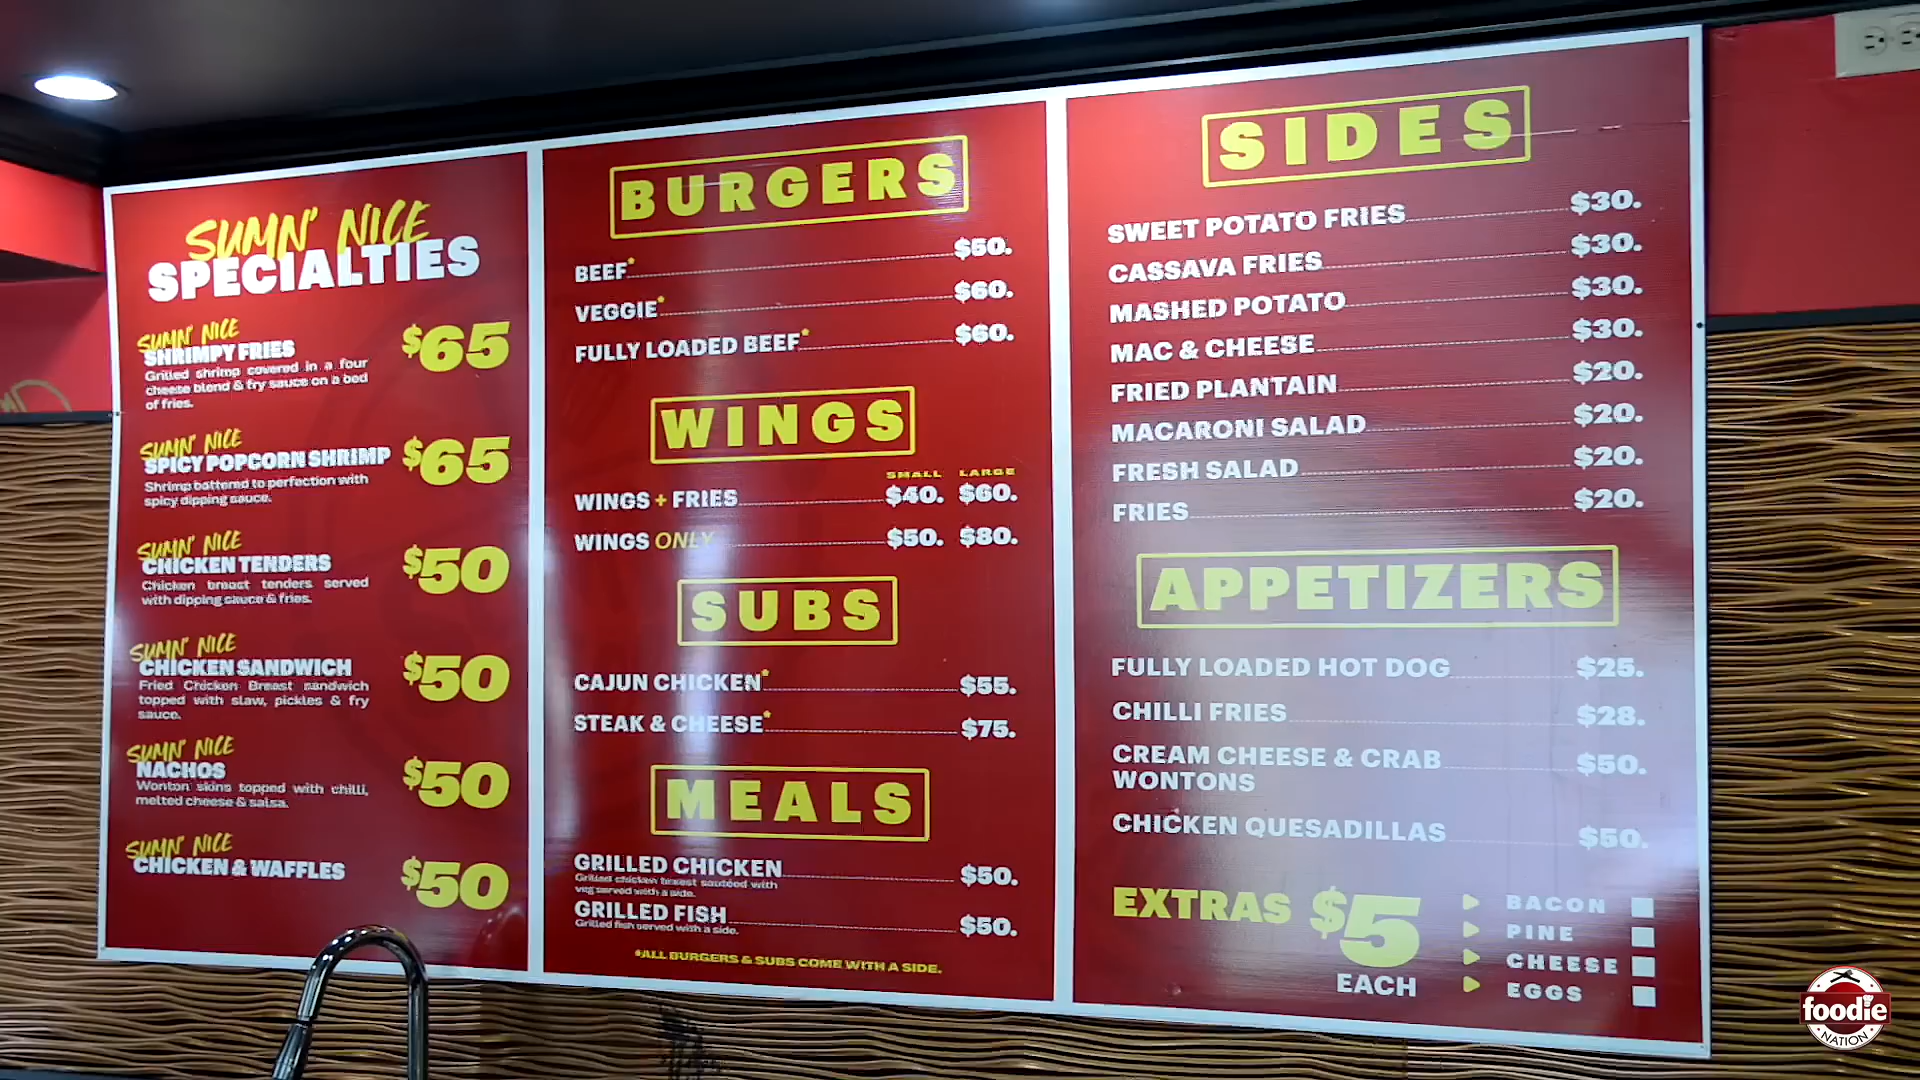 SUMN' NICE
SPECIALTIES
SUMN' NICE
SHRIMPY FRIES
$65
Grilled shrimp covered in a four
cheese blend & fry sauce on a bed
of fries.
SUMN' NICE
SPICY POPCORN SHRIMP
$65
Shrimp battered to perfection with
spicy dipping sauce.
SUMN' NICE
CHICKEN TENDERS
$50
Chicken breast tenders served
with dipping sauce & fries.
SUMN' NICE
CHICKEN SANDWICH
$50
Fried Chicken Breast sandwich
topped with slaw, pickles & fry
sauce.
SUMN' NICE
NACHOS
$50
Wonton skins topped with chilli,
melted cheese & salsa.
SUMN' NICE
CHICKEN & WAFFLES
$50
BURGERS
BEEF* $50.
VEGGIE* $60.
FULLY LOADED BEEF* $60.
WINGS
SMALL LARGE
WINGS + FRIES $40. $60.
WINGS ONLY $50. $80.
SUBS
CAJUN CHICKEN* $55.
STEAK & CHEESE* $75.
MEALS
GRILLED CHICKEN $50.
Grilled chicken breast sautéed with
veg served with a side.
GRILLED FISH $50.
Grilled fish served with a side.
*ALL BURGERS & SUBS COME WITH A SIDE.
SIDES
SWEET POTATO FRIES $30.
CASSAVA FRIES $30.
MASHED POTATO $30.
MAC & CHEESE $30.
FRIED PLANTAIN $20.
MACARONI SALAD $20.
FRESH SALAD $20.
FRIES $20.
APPETIZERS
FULLY LOADED HOT DOG $25.
CHILLI FRIES $28.
CREAM CHEESE & CRAB
WONTONS $50.
CHICKEN QUESADILLAS $50.
EXTRAS $5
EACH
BACON
PINE
CHEESE
EGGS
foodie
NATION